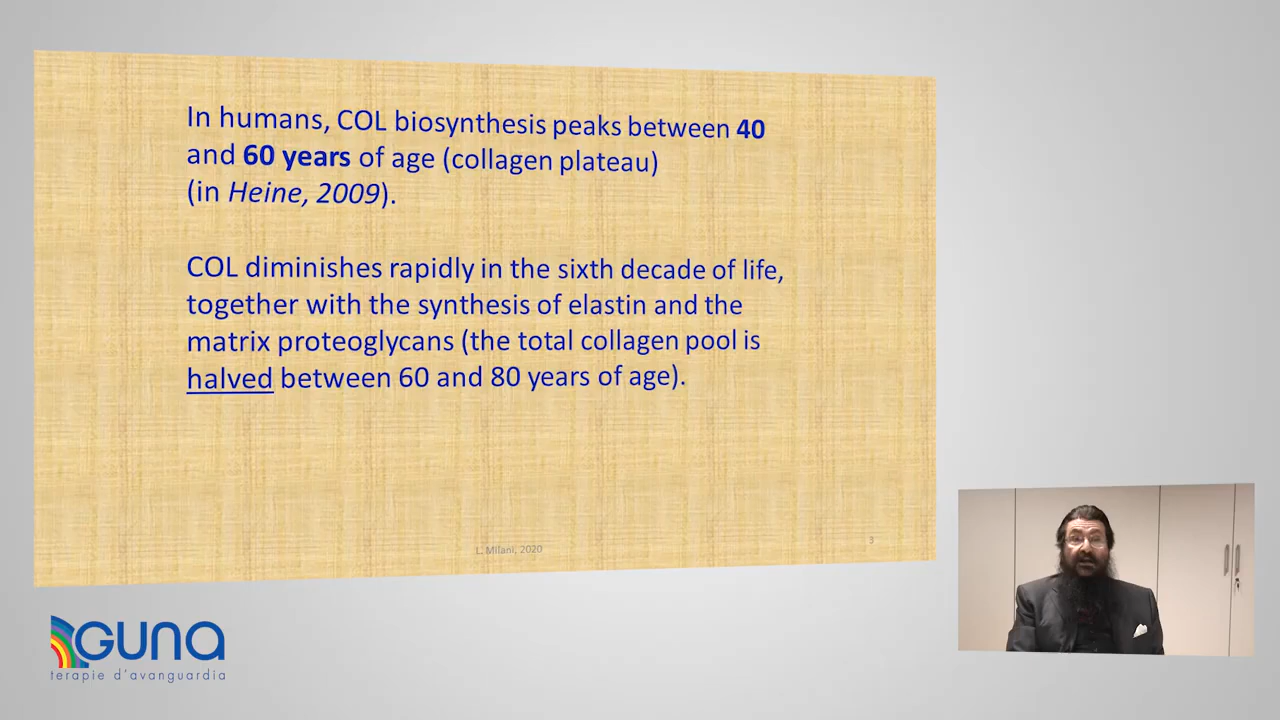 In humans, COL biosynthesis peaks between 40
and 60 years of age (collagen plateau)
(in Heine, 2009).
COL diminishes rapidly in the sixth decade of life,
together with the synthesis of elastin and the
matrix proteoglycans (the total collagen pool is
halved between 60 and 80 years of age).
L. Milani, 2020
3
GUNA
terapie d'avanguardia